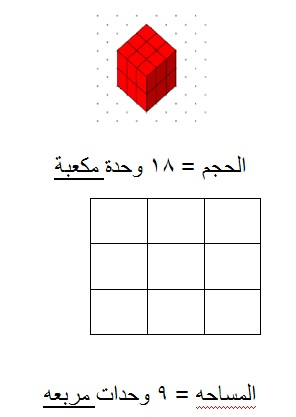 الحجم = ١٨ وحدة مكعبة
المساحه = ٩ وحدات مربعه